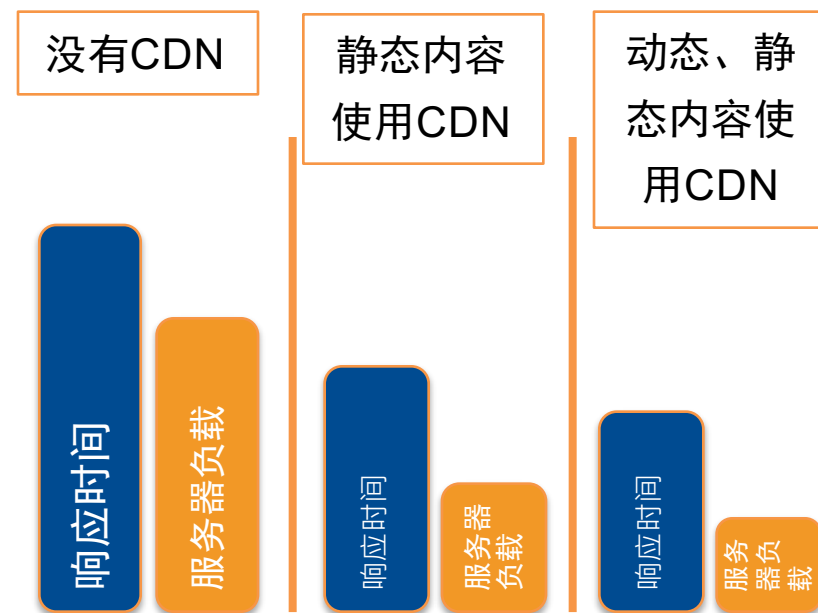 没有CDN
静态内容
使用CDN
动态、静
态内容使
用CDN
响应时间
服务器负载
响应时间
服务器
负载
响应时间
服务
器负
载